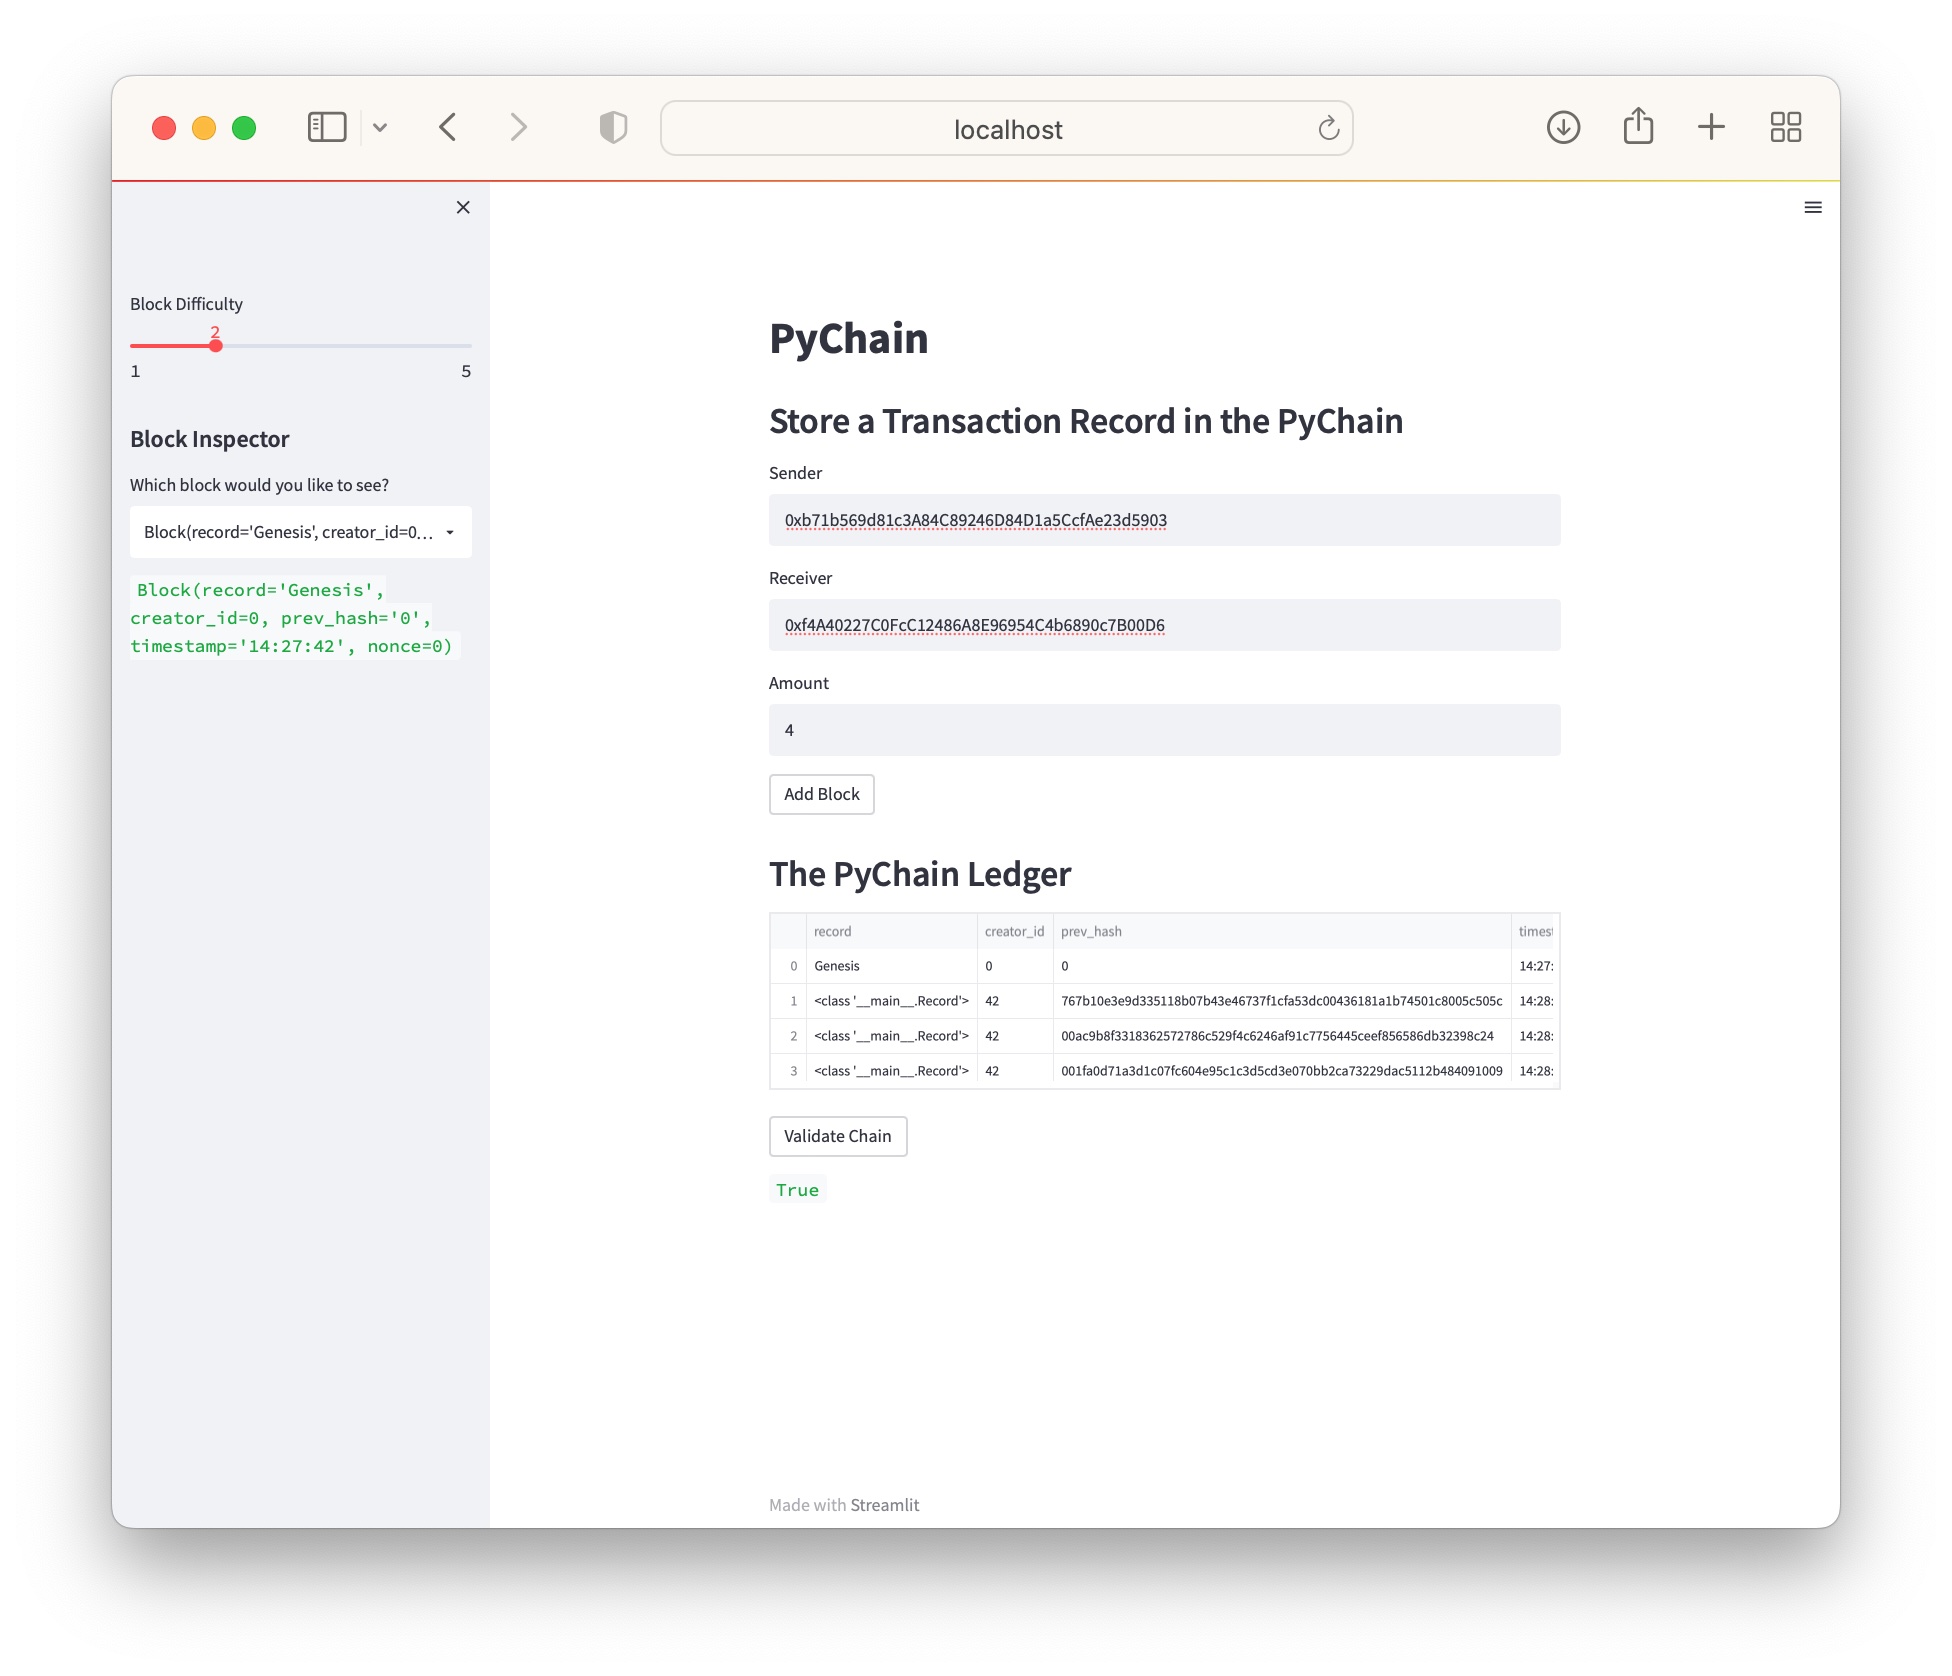 localhost
Block Difficulty
2
1 5
Block Inspector
Which block would you like to see?
Block(record='Genesis', creator_id=0...
Block(record='Genesis',
creator_id=0, prev_hash='0',
timestamp='14:27:42', nonce=0)
PyChain
Store a Transaction Record in the PyChain
Sender
0xb71b569d81c3A84C89246D84D1a5CcfAe23d5903
Receiver
0xf4A40227C0FcC12486A8E96954C4b6890c7B00D6
Amount
4
Add Block
The PyChain Ledger
record creator_id prev_hash timest
0 Genesis 0 0 14:27:
1 <class '__main__.Record'> 42 767b10e3e9d335118b07b43e46737f1cfa53dc00436181a1b74501c8005c505c 14:28:
2 <class '__main__.Record'> 42 00ac9b8f3318362572786c529f4c6246af91c7756445ceef856586db32398c24 14:28:
3 <class '__main__.Record'> 42 001fa0d71a3d1c07fc604e95c1c3d5cd3e070bb2ca73229dac5112b484091009 14:28:
Validate Chain
True
Made with Streamlit